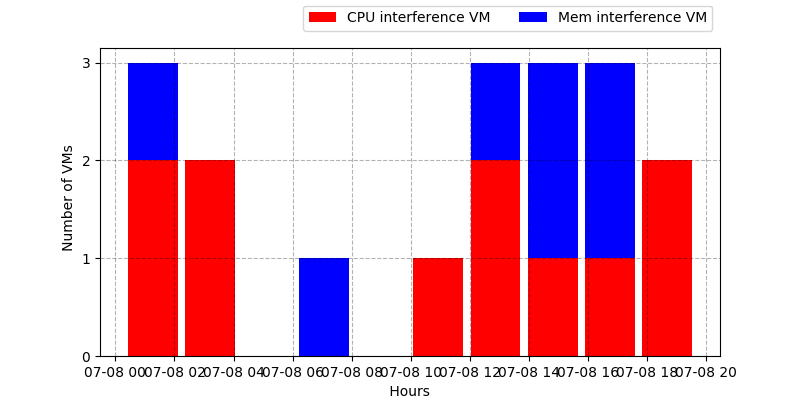 CPU interference VM Mem interference VM
3
2
1
0
Number of VMs
07-08 00 07-08 02 07-08 04 07-08 06 07-08 08 07-08 10 07-08 12 07-08 14 07-08 16 07-08 18 07-08 20
Hours